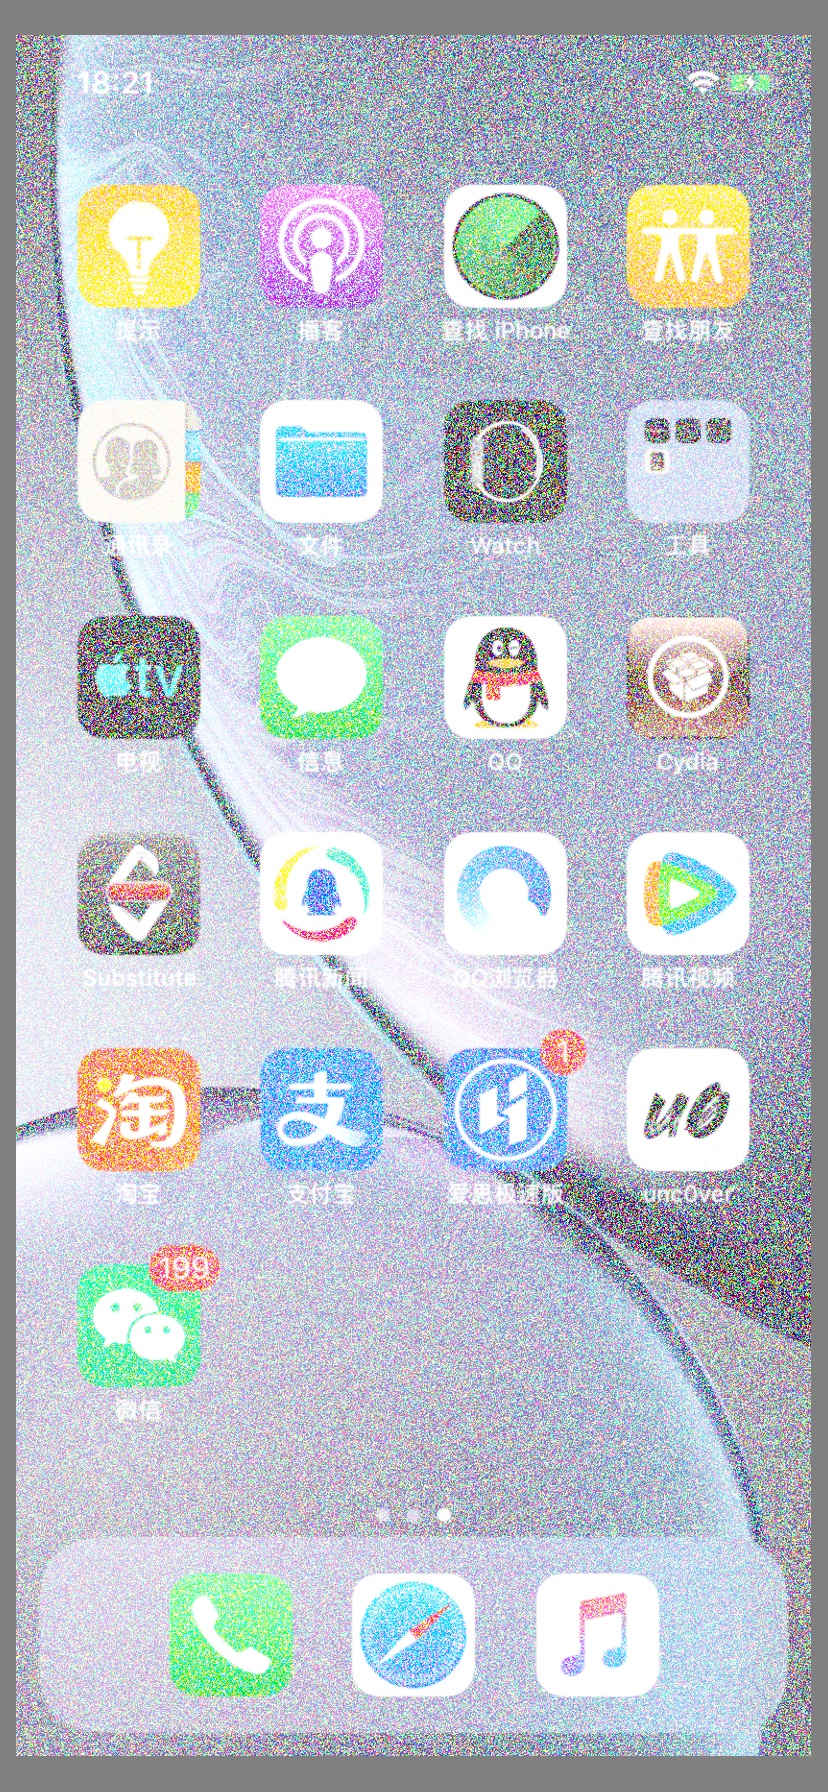 18:21
提示 播客 查找 iPhone 查找朋友
通讯录 文件 Watch 工具
tv
电视 信息 QQ Cydia
Substitute 腾讯新闻 QQ浏览器 腾讯视频
淘 支 1 u0
淘宝 支付宝 爱思极速版 unc0ver
199
微信